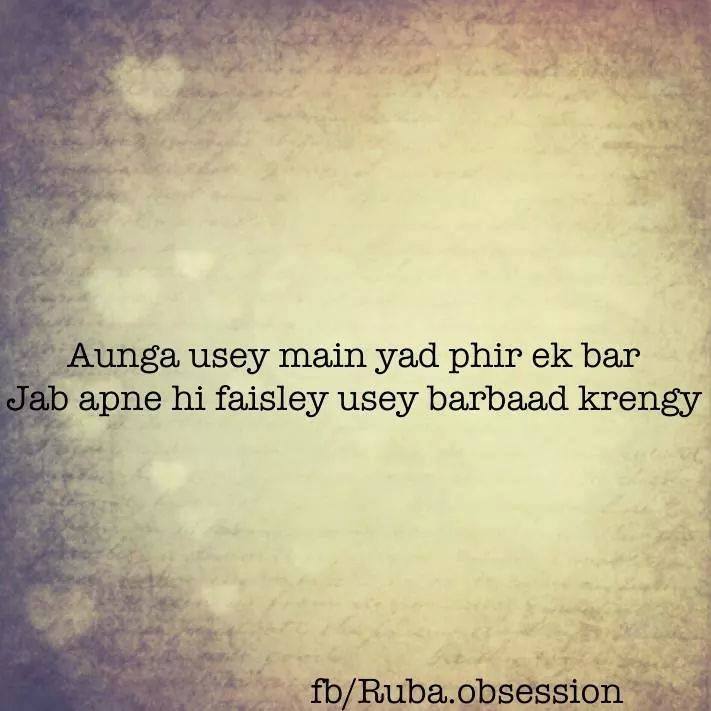 Aunga usey main yad phir ek bar
Jab apne hi faisley usey barbaad krengy
fb/Ruba.obsession